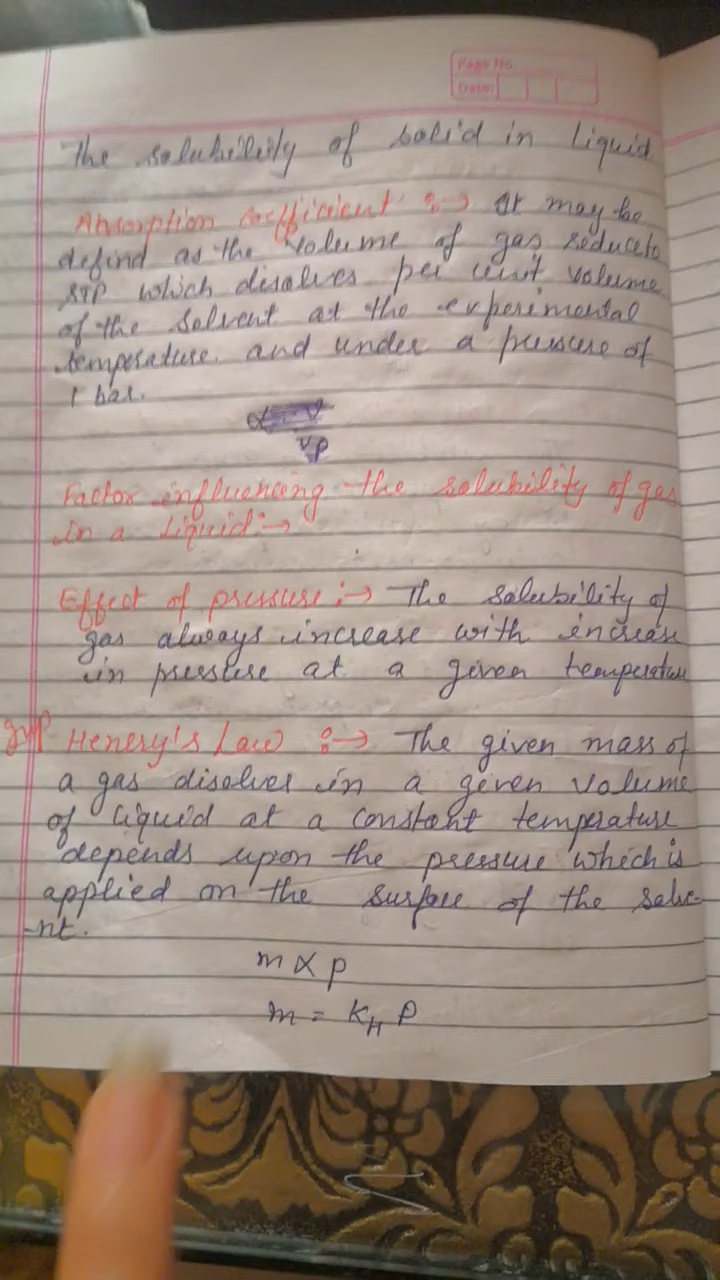 Page No.
Date:
The solubility of solid in liquid
Absorption coefficient :→ It may be
defind as the volume of gas reduceto
STP which disolves per unit volume
of the solvent at the experimental
temperature. and under a pressure of
1 bar.
Factor influencing the solubility of gas
in a liquid:→
Effect of pressure :→ The solubility of
gas always increase with increase
in pressure at a given temperature
Imp Henery's Law :→ The given mass of
a gas disolves in a given volume
of liquid at a constant temperature
depends upon the pressure which is
applied on the surface of the solve-
-nt.
m ∝ p
m = K_H P